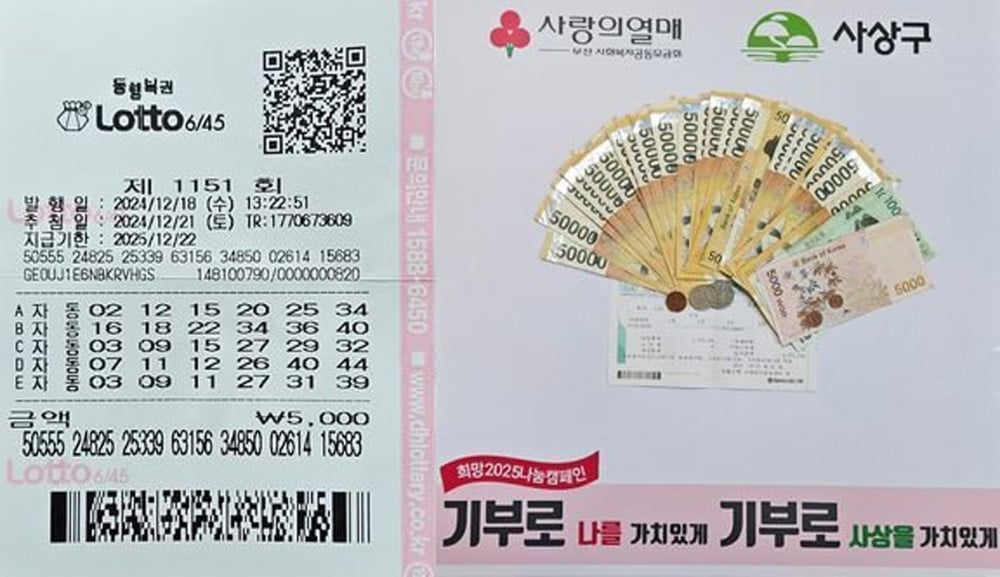 동행복권
Lotto 6/45
제 1151 회
발 행 일 : 2024/12/18 (수) 13:22:51
추 첨 일 : 2024/12/21 (토) TR:1770673609
지급기한 : 2025/12/22
50555 24825 25339 63156 34850 02614 15683
GE0UJ1E6NBKRVHGS 148100790/0000000820
A 자 동 02 12 15 20 25 34
B 자 동 16 18 22 34 36 40
C 자 동 03 09 15 27 29 32
D 자 동 07 11 12 26 40 44
E 자 동 03 09 11 27 31 39
금액 ₩5,000
50555 24825 25339 63156 34850 02614 15683
Lotto 6/45
문의안내 1588-6450 ■ www.dhlottery.co.kr
사랑의열매
부산 사회복지공동모금회
사상구
50000
5000
Bank of Korea
희망2025나눔캠페인
기부로 나를 가치있게 기부로 사상을 가치있게